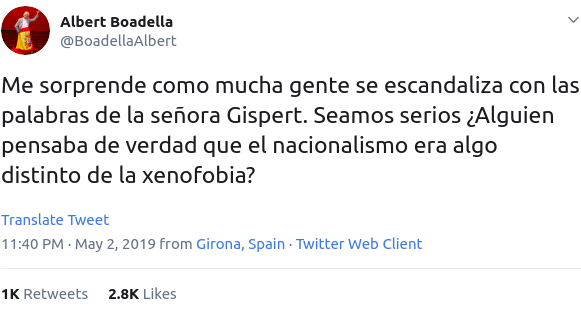 Albert Boadella
@BoadellaAlbert
Me sorprende como mucha gente se escandaliza con las
palabras de la señora Gispert. Seamos serios ¿Alguien
pensaba de verdad que el nacionalismo era algo
distinto de la xenofobia?
Translate Tweet
11:40 PM · May 2, 2019 from Girona, Spain · Twitter Web Client
1K Retweets 2.8K Likes